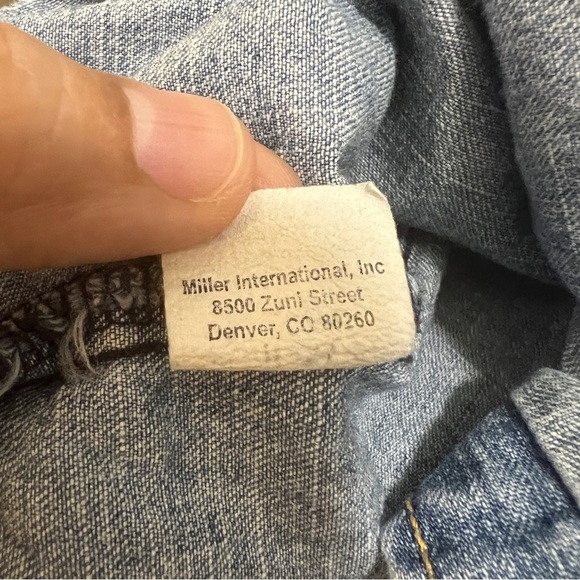 Miller International, Inc
8500 Zuni Street
Denver, CO 80260